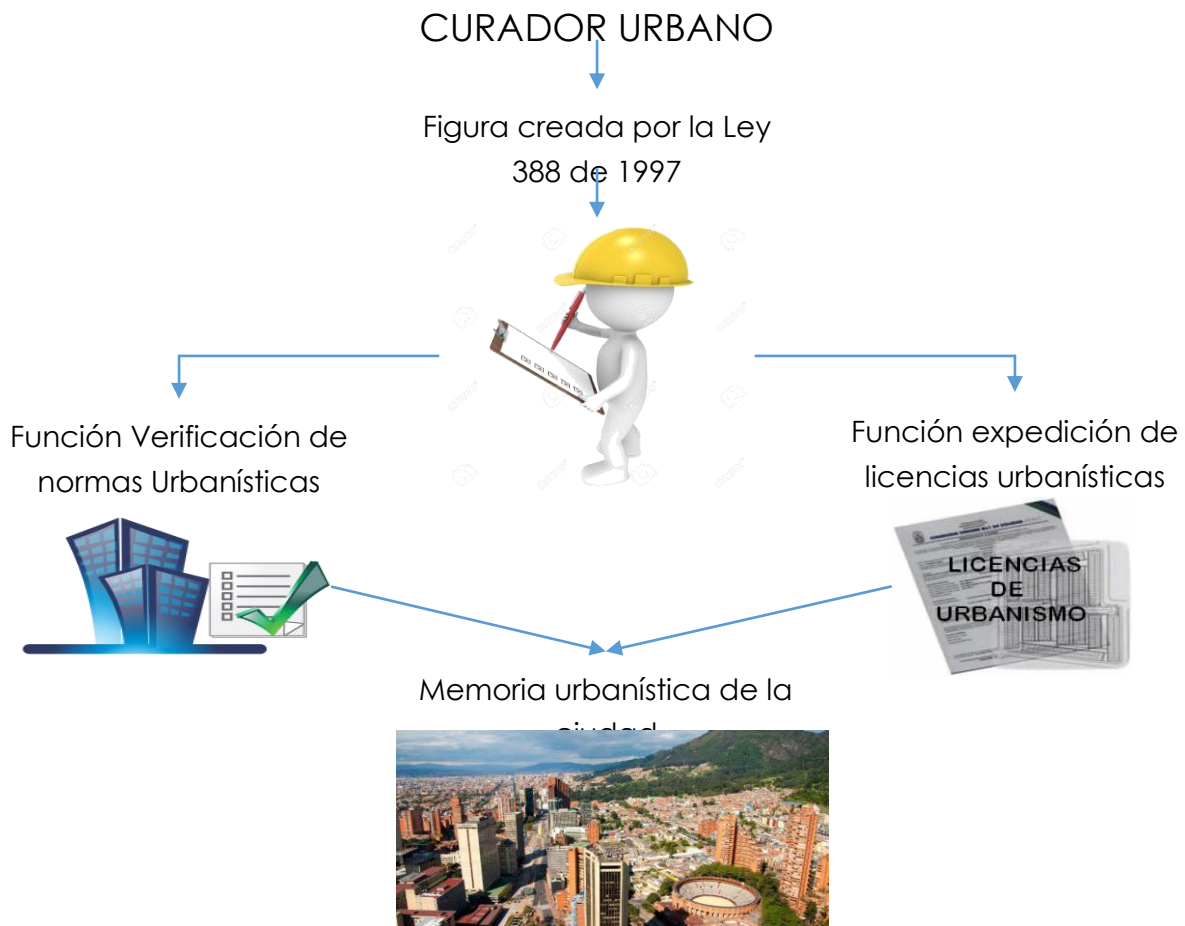 CURADOR URBANO
Figura creada por la Ley
388 de 1997
Función Verificación de
normas Urbanísticas
Función expedición de
licencias urbanísticas
LICENCIAS
DE
URBANISMO
Memoria urbanística de la
ciudad